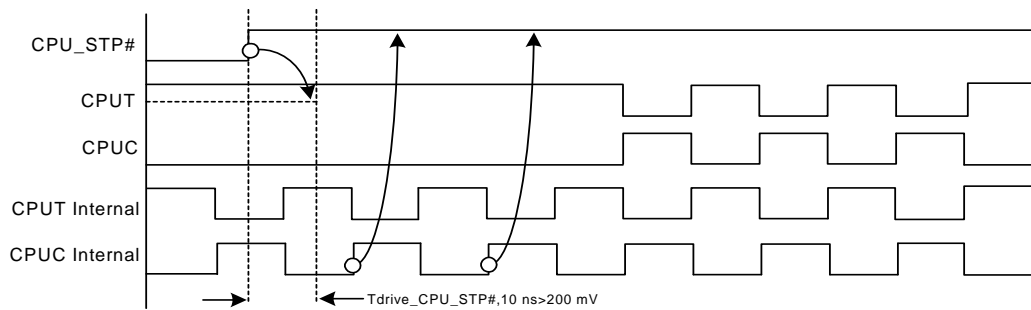 CPU_STP#
CPUT
CPUC
CPUT Internal
CPUC Internal
Tdrive_CPU_STP#,10 ns>200 mV